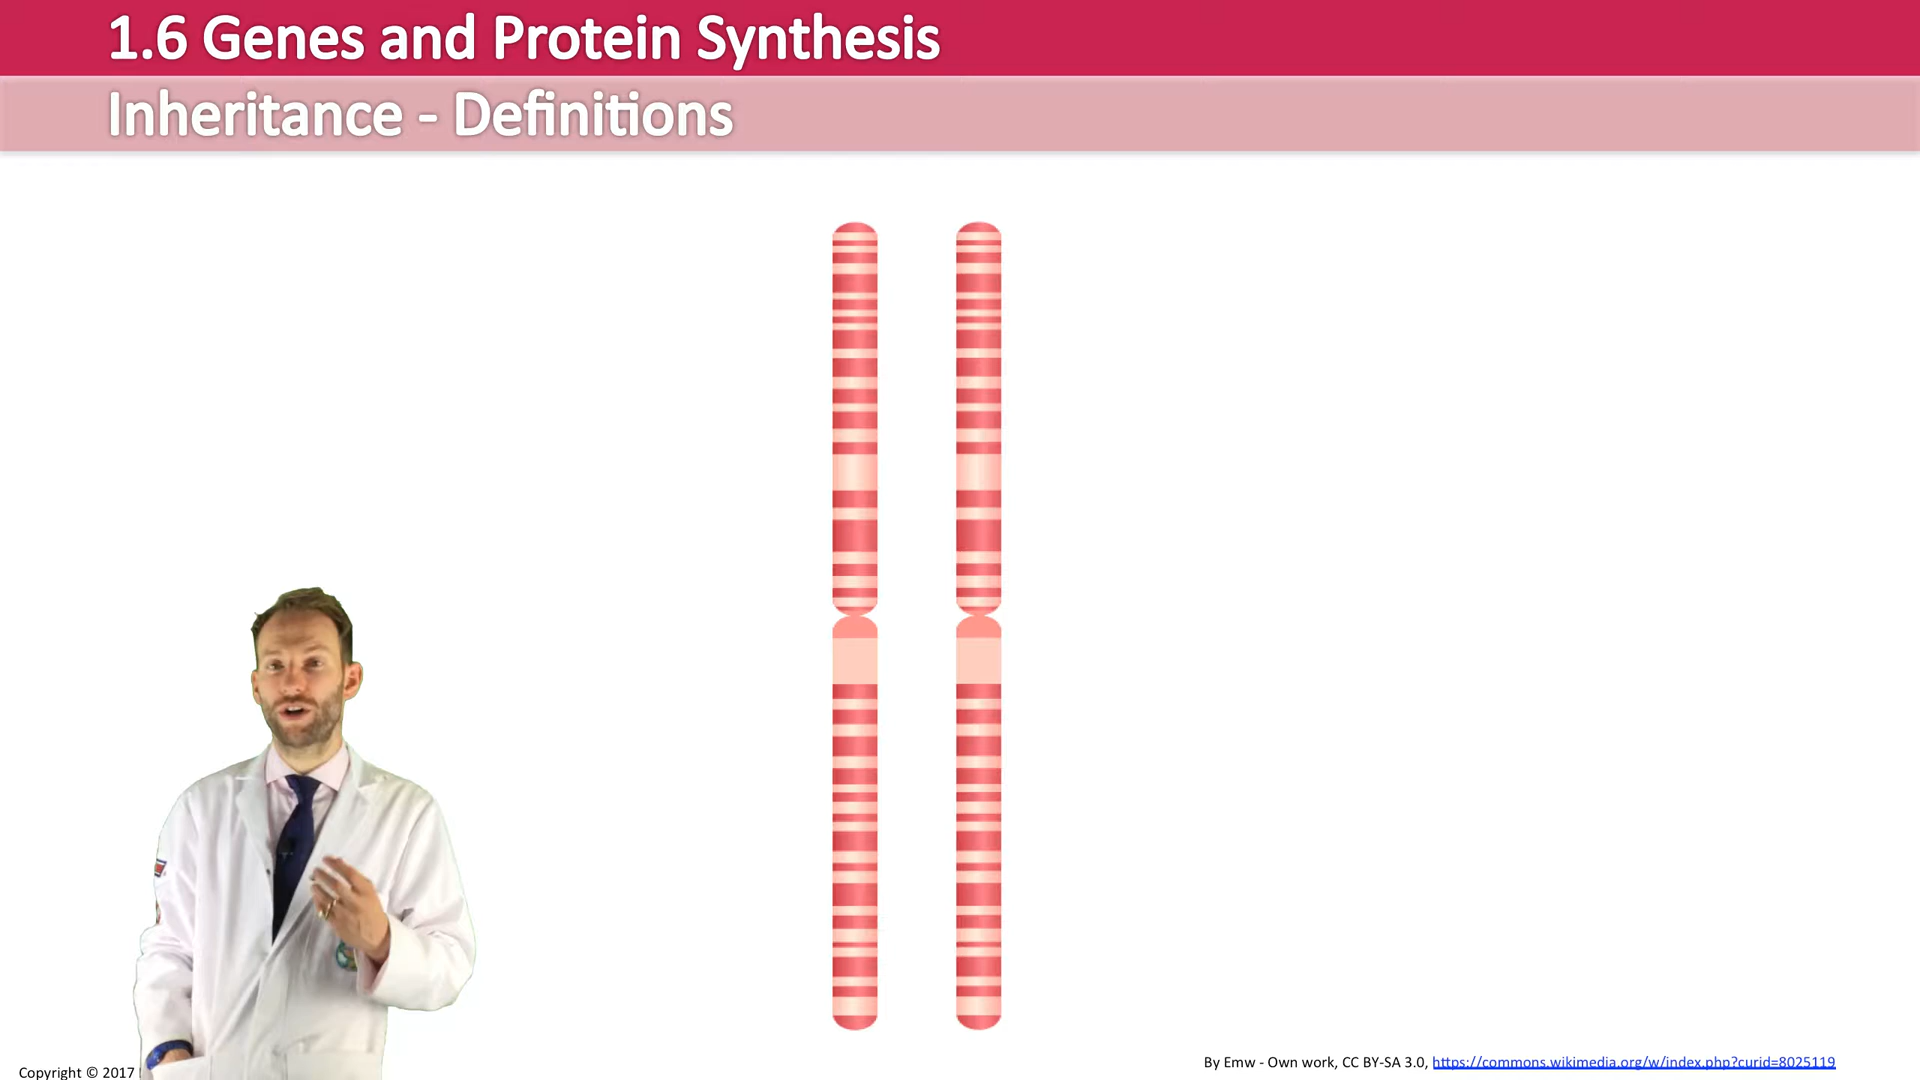 1.6 Genes and Protein Synthesis
Inheritance - Definitions
By Emw - Own work, CC BY-SA 3.0, https://commons.wikimedia.org/w/index.php?curid=8025119
Copyright © 2017